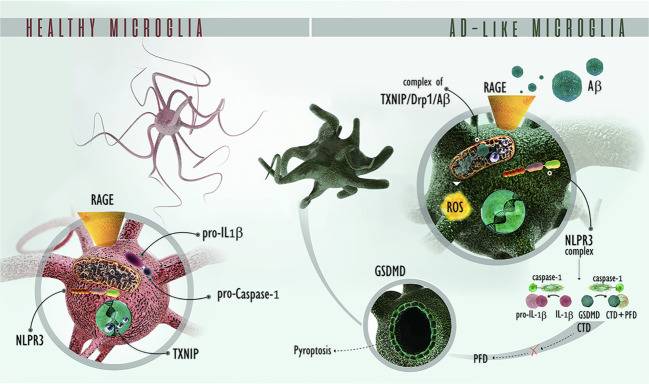 HEALTHY MICROGLIA
AD-LIKE MICROGLIA
complex of
TXNIP/Drp1/Aβ
RAGE
Aβ
ROS
NLPR3
complex
caspase-1
caspase-1
pro-IL-1β
IL-1β
GSDMD
CTD+PFD
CTD
RAGE
pro-IL1β
pro-Caspase-1
NLPR3
TXNIP
GSDMD
Pyroptosis
PFD
X